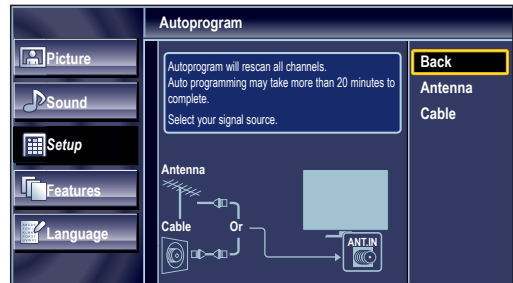 Autoprogram
Picture
Sound
Setup
Features
Language
Autoprogram will rescan all channels.
Auto programming may take more than 20 minutes to
complete.
Select your signal source.
Antenna
Cable
Or
ANT.IN
Back
Antenna
Cable